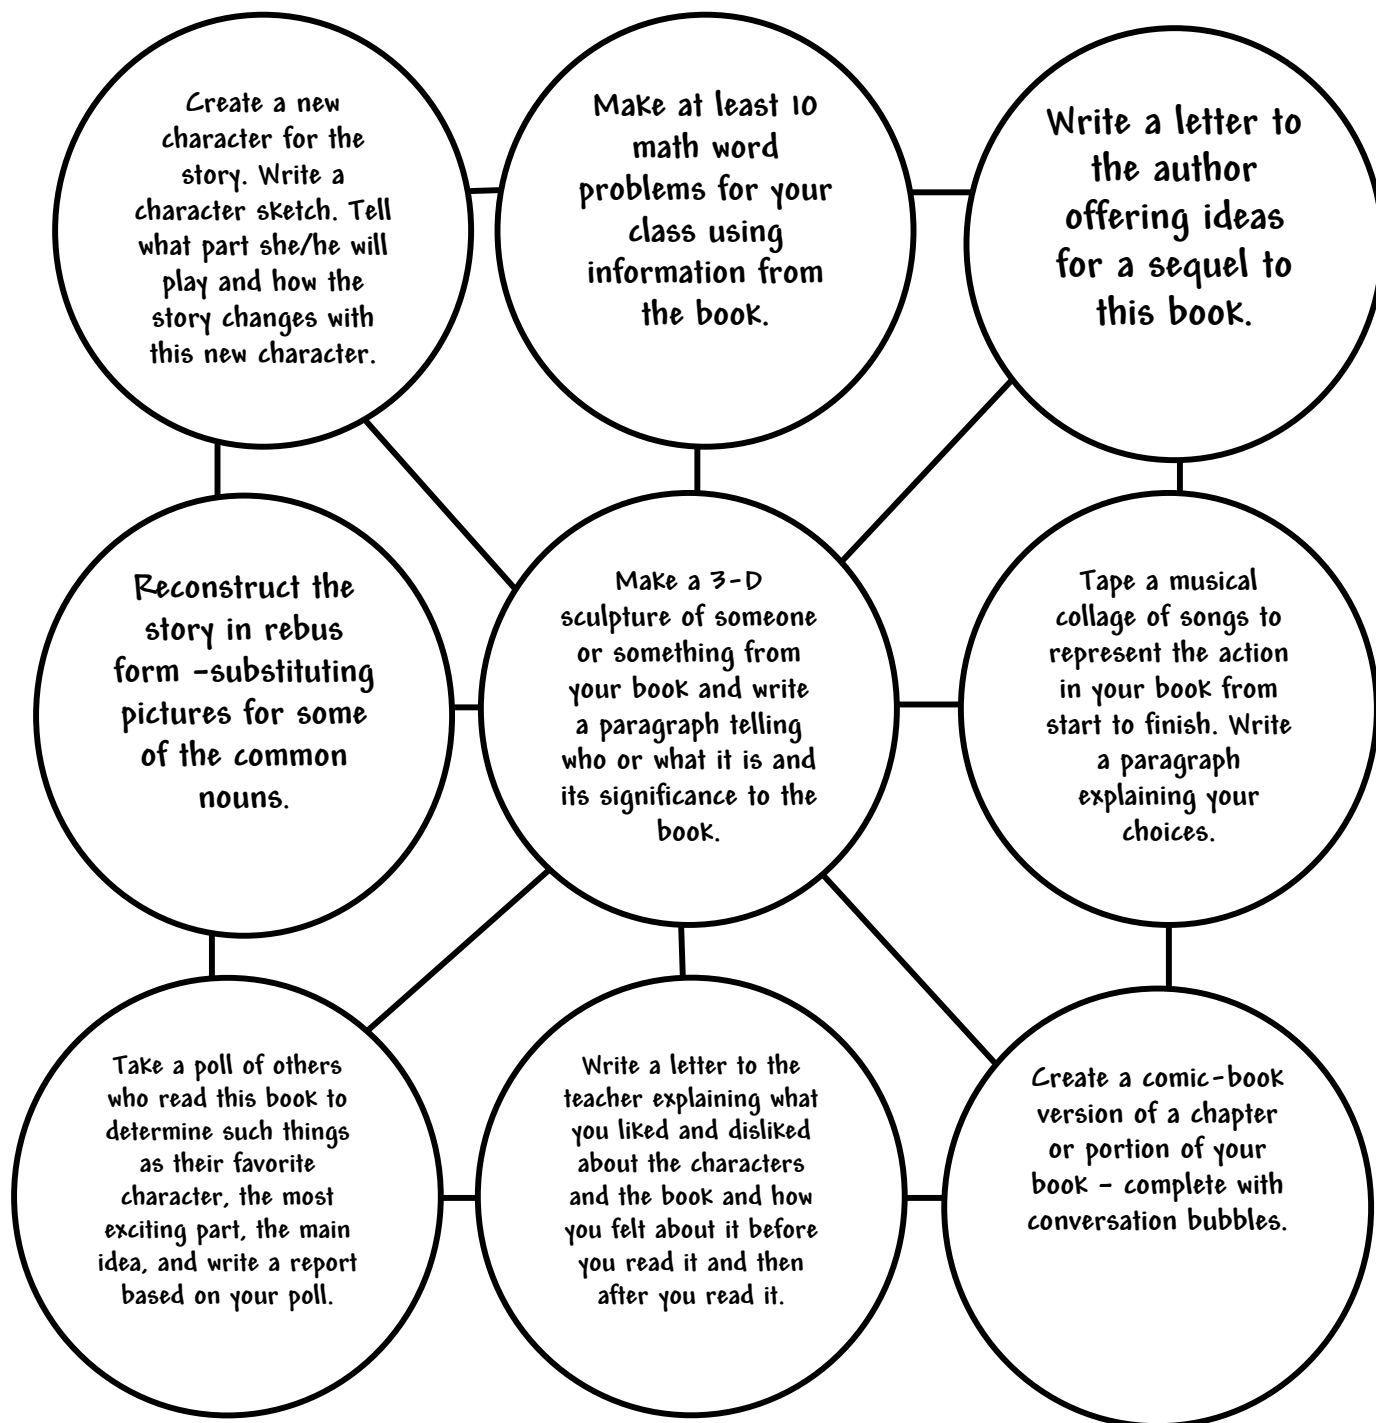 Create a new
character for the
story. Write a
character sketch. Tell
what part she/he will
play and how the
story changes with
this new character.
Make at least 10
math word
problems for your
class using
information from
the book.
Write a letter to
the author
offering ideas
for a sequel to
this book.
Reconstruct the
story in rebus
form -substituting
pictures for some
of the common
nouns.
Make a 3-D
sculpture of someone
or something from
your book and write
a paragraph telling
who or what it is and
its significance to the
book.
Tape a musical
collage of songs to
represent the action
in your book from
start to finish. Write
a paragraph
explaining your
choices.
Take a poll of others
who read this book to
determine such things
as their favorite
character, the most
exciting part, the main
idea, and write a report
based on your poll.
Write a letter to the
teacher explaining what
you liked and disliked
about the characters
and the book and how
you felt about it before
you read it and then
after you read it.
Create a comic-book
version of a chapter
or portion of your
book - complete with
conversation bubbles.